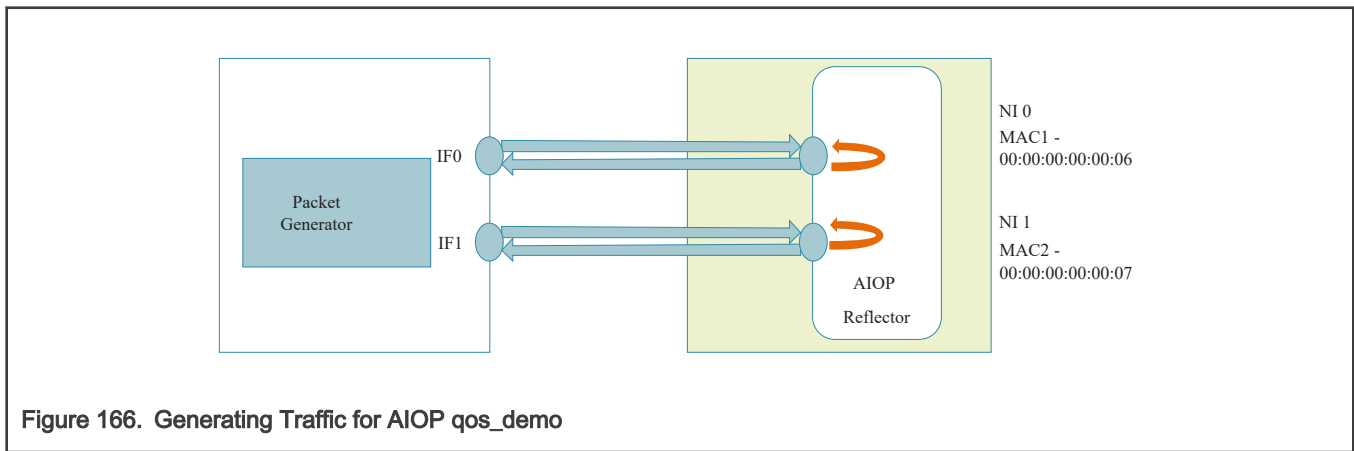 IF0
Packet
Generator
IF1
NI 0
MAC1 -
00:00:00:00:00:06
NI 1
MAC2 -
00:00:00:00:00:07
AIOP
Reflector
Figure 166. Generating Traffic for AIOP qos_demo